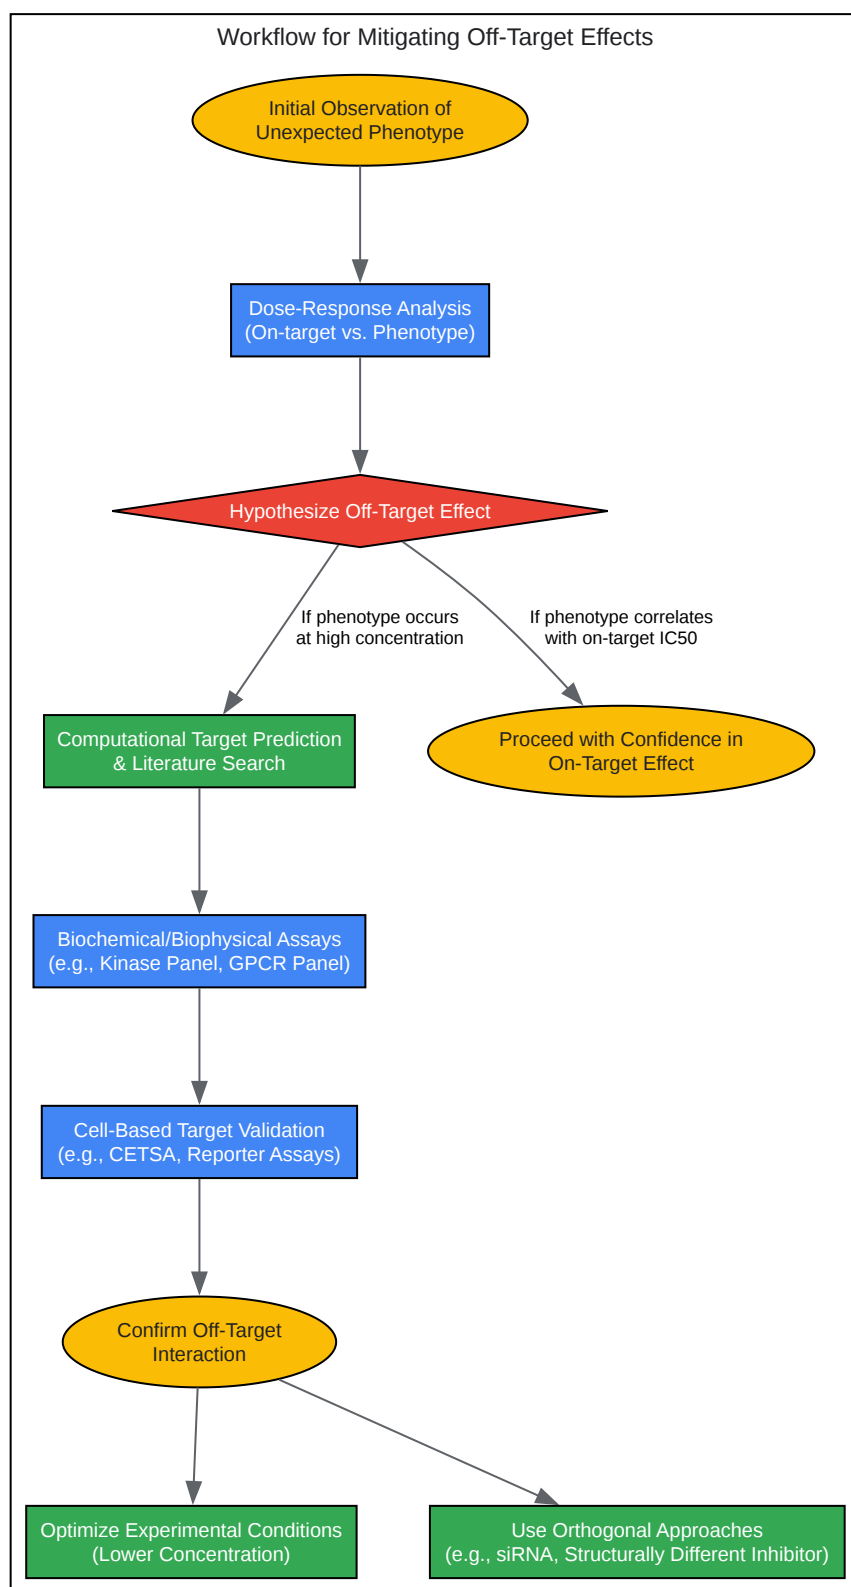 Workflow for Mitigating Off-Target Effects
Initial Observation of
Unexpected Phenotype
Dose-Response Analysis
(On-target vs. Phenotype)
Hypothesize Off-Target Effect
If phenotype occurs
at high concentration
If phenotype correlates
with on-target IC50
Computational Target Prediction
& Literature Search
Proceed with Confidence in
On-Target Effect
Biochemical/Biophysical Assays
(e.g., Kinase Panel, GPCR Panel)
Cell-Based Target Validation
(e.g., CETSA, Reporter Assays)
Confirm Off-Target
Interaction
Optimize Experimental Conditions
(Lower Concentration)
Use Orthogonal Approaches
(e.g., siRNA, Structurally Different Inhibitor)